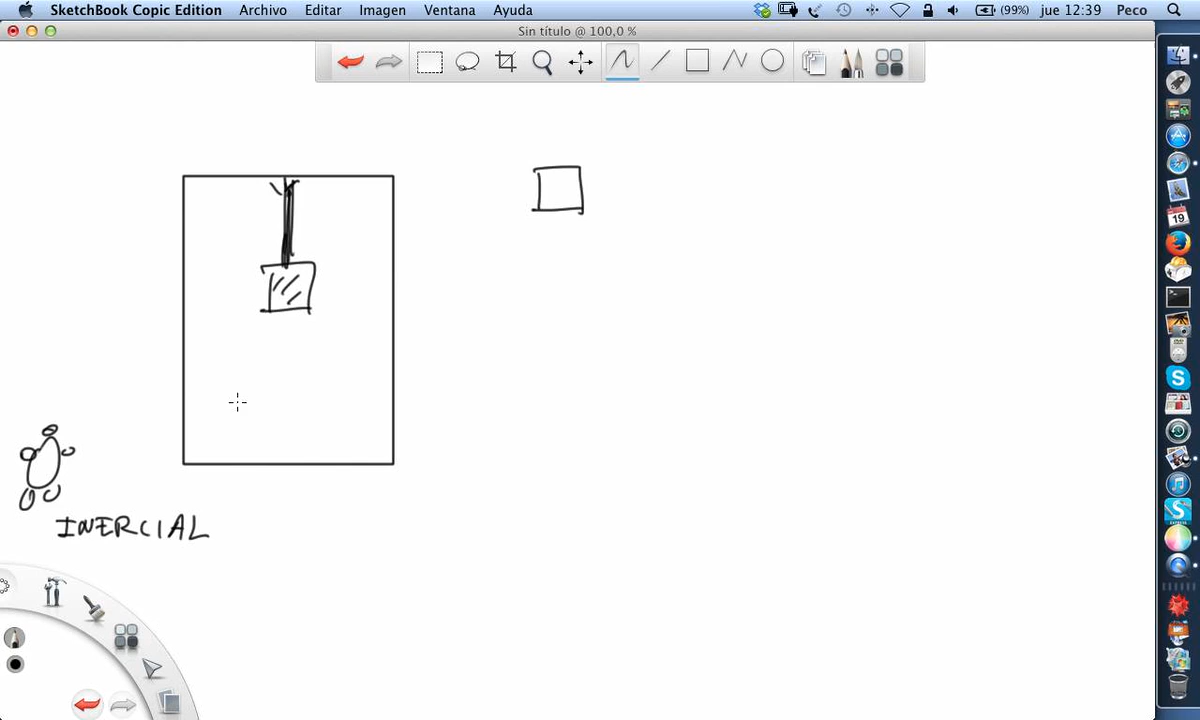 SketchBook Copic Edition Archivo Editar Imagen Ventana Ayuda (99%) jue 12:39 Peco
Sin título @ 100,0 %
19
S
S
INERCIAL